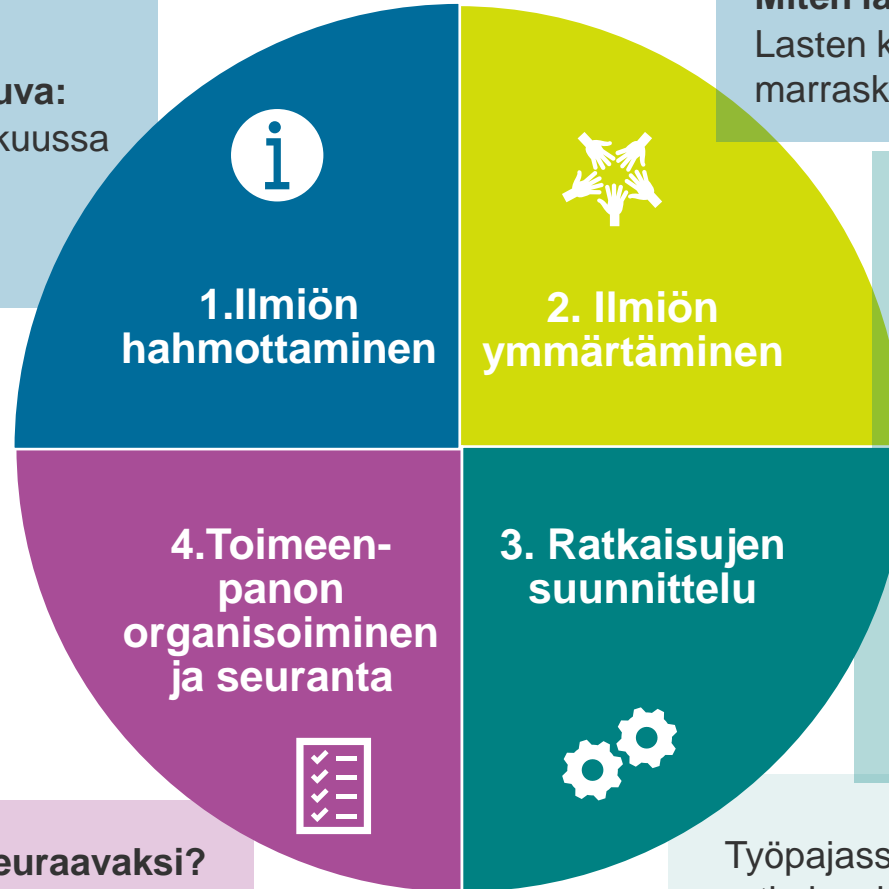 uva:
kuussa
Lasten k
marrask
1.Ilmiön
hahmottaminen
2. Ilmiön
ymmärtäminen
4.Toimeen-
panon
organisoiminen
ja seuranta
3. Ratkaisujen
suunnittelu
euraavaksi?
Työpajass